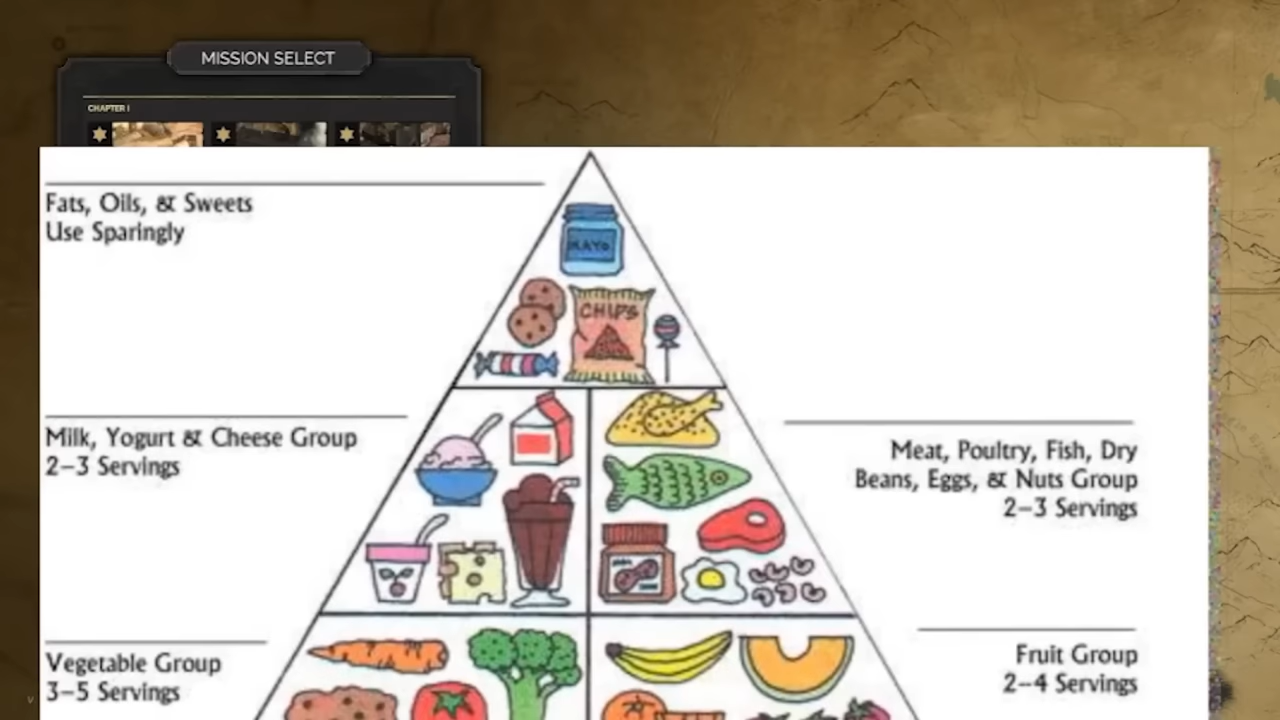 MISSION SELECT
CHAPTER I
Fats, Oils, & Sweets
Use Sparingly
MAYO
CHIPS
Milk, Yogurt & Cheese Group
2–3 Servings
Meat, Poultry, Fish, Dry
Beans, Eggs, & Nuts Group
2–3 Servings
Vegetable Group
3–5 Servings
Fruit Group
2–4 Servings